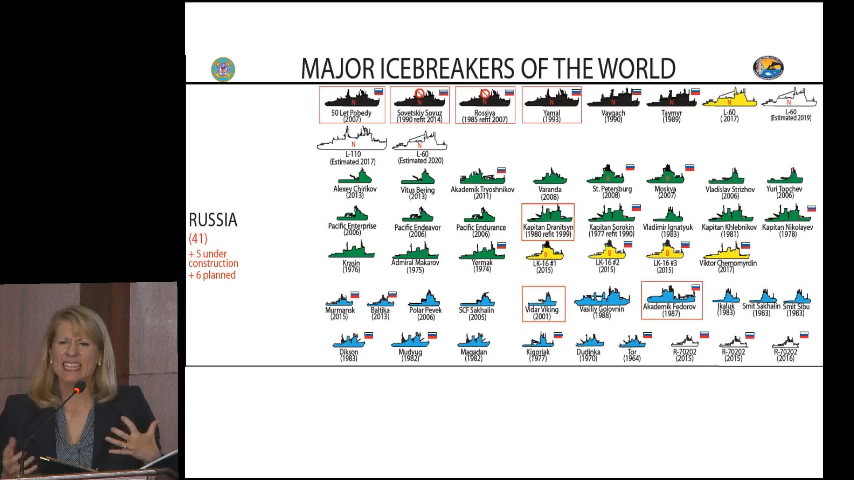 MAJOR ICEBREAKERS OF THE WORLD
RUSSIA
(41)
+ 5 under
construction
+ 6 planned
N N N N N N N N
50 Let Pobedy Sovetskiy Soyuz Rossiya Yamal Vaygach Taymyr L-60 L-60
(2007) (1990 refit 2014) (1985 refit 2007) (1993) (1990) (1989) (2017) (Estimated 2019)
N N
L-110 L-60
(Estimated 2017) (Estimated 2020)
Alexey Chirikov Vitus Bering Akademik Tryoshnikov Varanda St. Petersburg Moskva Vladislav Strizhov Yuri Topchev
(2013) (2013) (2011) (2008) (2008) (2007) (2006) (2006)
Pacific Enterprise Pacific Endeavor Pacific Endurance Kapitan Dranitsyn Kapitan Sorokin Vladimir Ignatyuk Kapitan Khlebnikov Kapitan Nikolayev
(2006) (2006) (2006) (1980 refit 1999) (1977 refit 1990) (1983) (1981) (1978)
Krasin Admiral Makarov Yermak LK-16 #1 LK-16 #2 LK-16 #3 Viktor Chernomyrdin
(1976) (1975) (1974) (2015) (2015) (2015) (2017)
Murmansk Baltika Polar Pevek SCF Sakhalin Vidar Viking Vasiliy Golovnin Akademik Fedorov Ikaluk Smit Sakhalin Smit Sibu
(2015) (2013) (2006) (2005) (2001) (1988) (1987) (1983) (1983) (1983)
Dikson Mudyug Magadan Kigoriak Dudinka Tor R-70202 R-70202 R-70202
(1983) (1982) (1982) (1977) (1970) (1964) (2015) (2015) (2016)